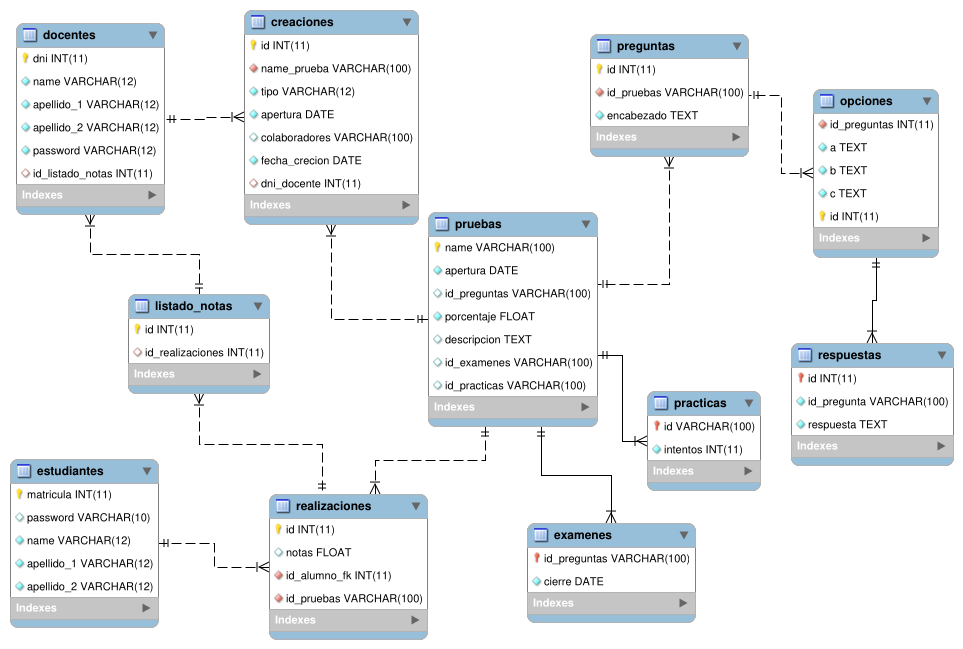 docentes
dni INT(11)
name VARCHAR(12)
apellido_1 VARCHAR(12)
apellido_2 VARCHAR(12)
password VARCHAR(12)
id_listado_notas INT(11)
Indexes
creaciones
id INT(11)
name_prueba VARCHAR(100)
tipo VARCHAR(12)
apertura DATE
colaboradores VARCHAR(100)
fecha_crecion DATE
dni_docente INT(11)
Indexes
preguntas
id INT(11)
id_pruebas VARCHAR(100)
encabezado TEXT
Indexes
opciones
id_preguntas INT(11)
a TEXT
b TEXT
c TEXT
id INT(11)
Indexes
pruebas
name VARCHAR(100)
apertura DATE
id_preguntas VARCHAR(100)
porcentaje FLOAT
descripcion TEXT
id_examenes VARCHAR(100)
id_practicas VARCHAR(100)
Indexes
listado_notas
id INT(11)
id_realizaciones INT(11)
Indexes
respuestas
id INT(11)
id_pregunta VARCHAR(100)
respuesta TEXT
Indexes
practicas
id VARCHAR(100)
intentos INT(11)
Indexes
estudiantes
matricula INT(11)
password VARCHAR(10)
name VARCHAR(12)
apellido_1 VARCHAR(12)
apellido_2 VARCHAR(12)
Indexes
realizaciones
id INT(11)
notas FLOAT
id_alumno_fk INT(11)
id_pruebas VARCHAR(100)
Indexes
examenes
id_preguntas VARCHAR(100)
cierre DATE
Indexes